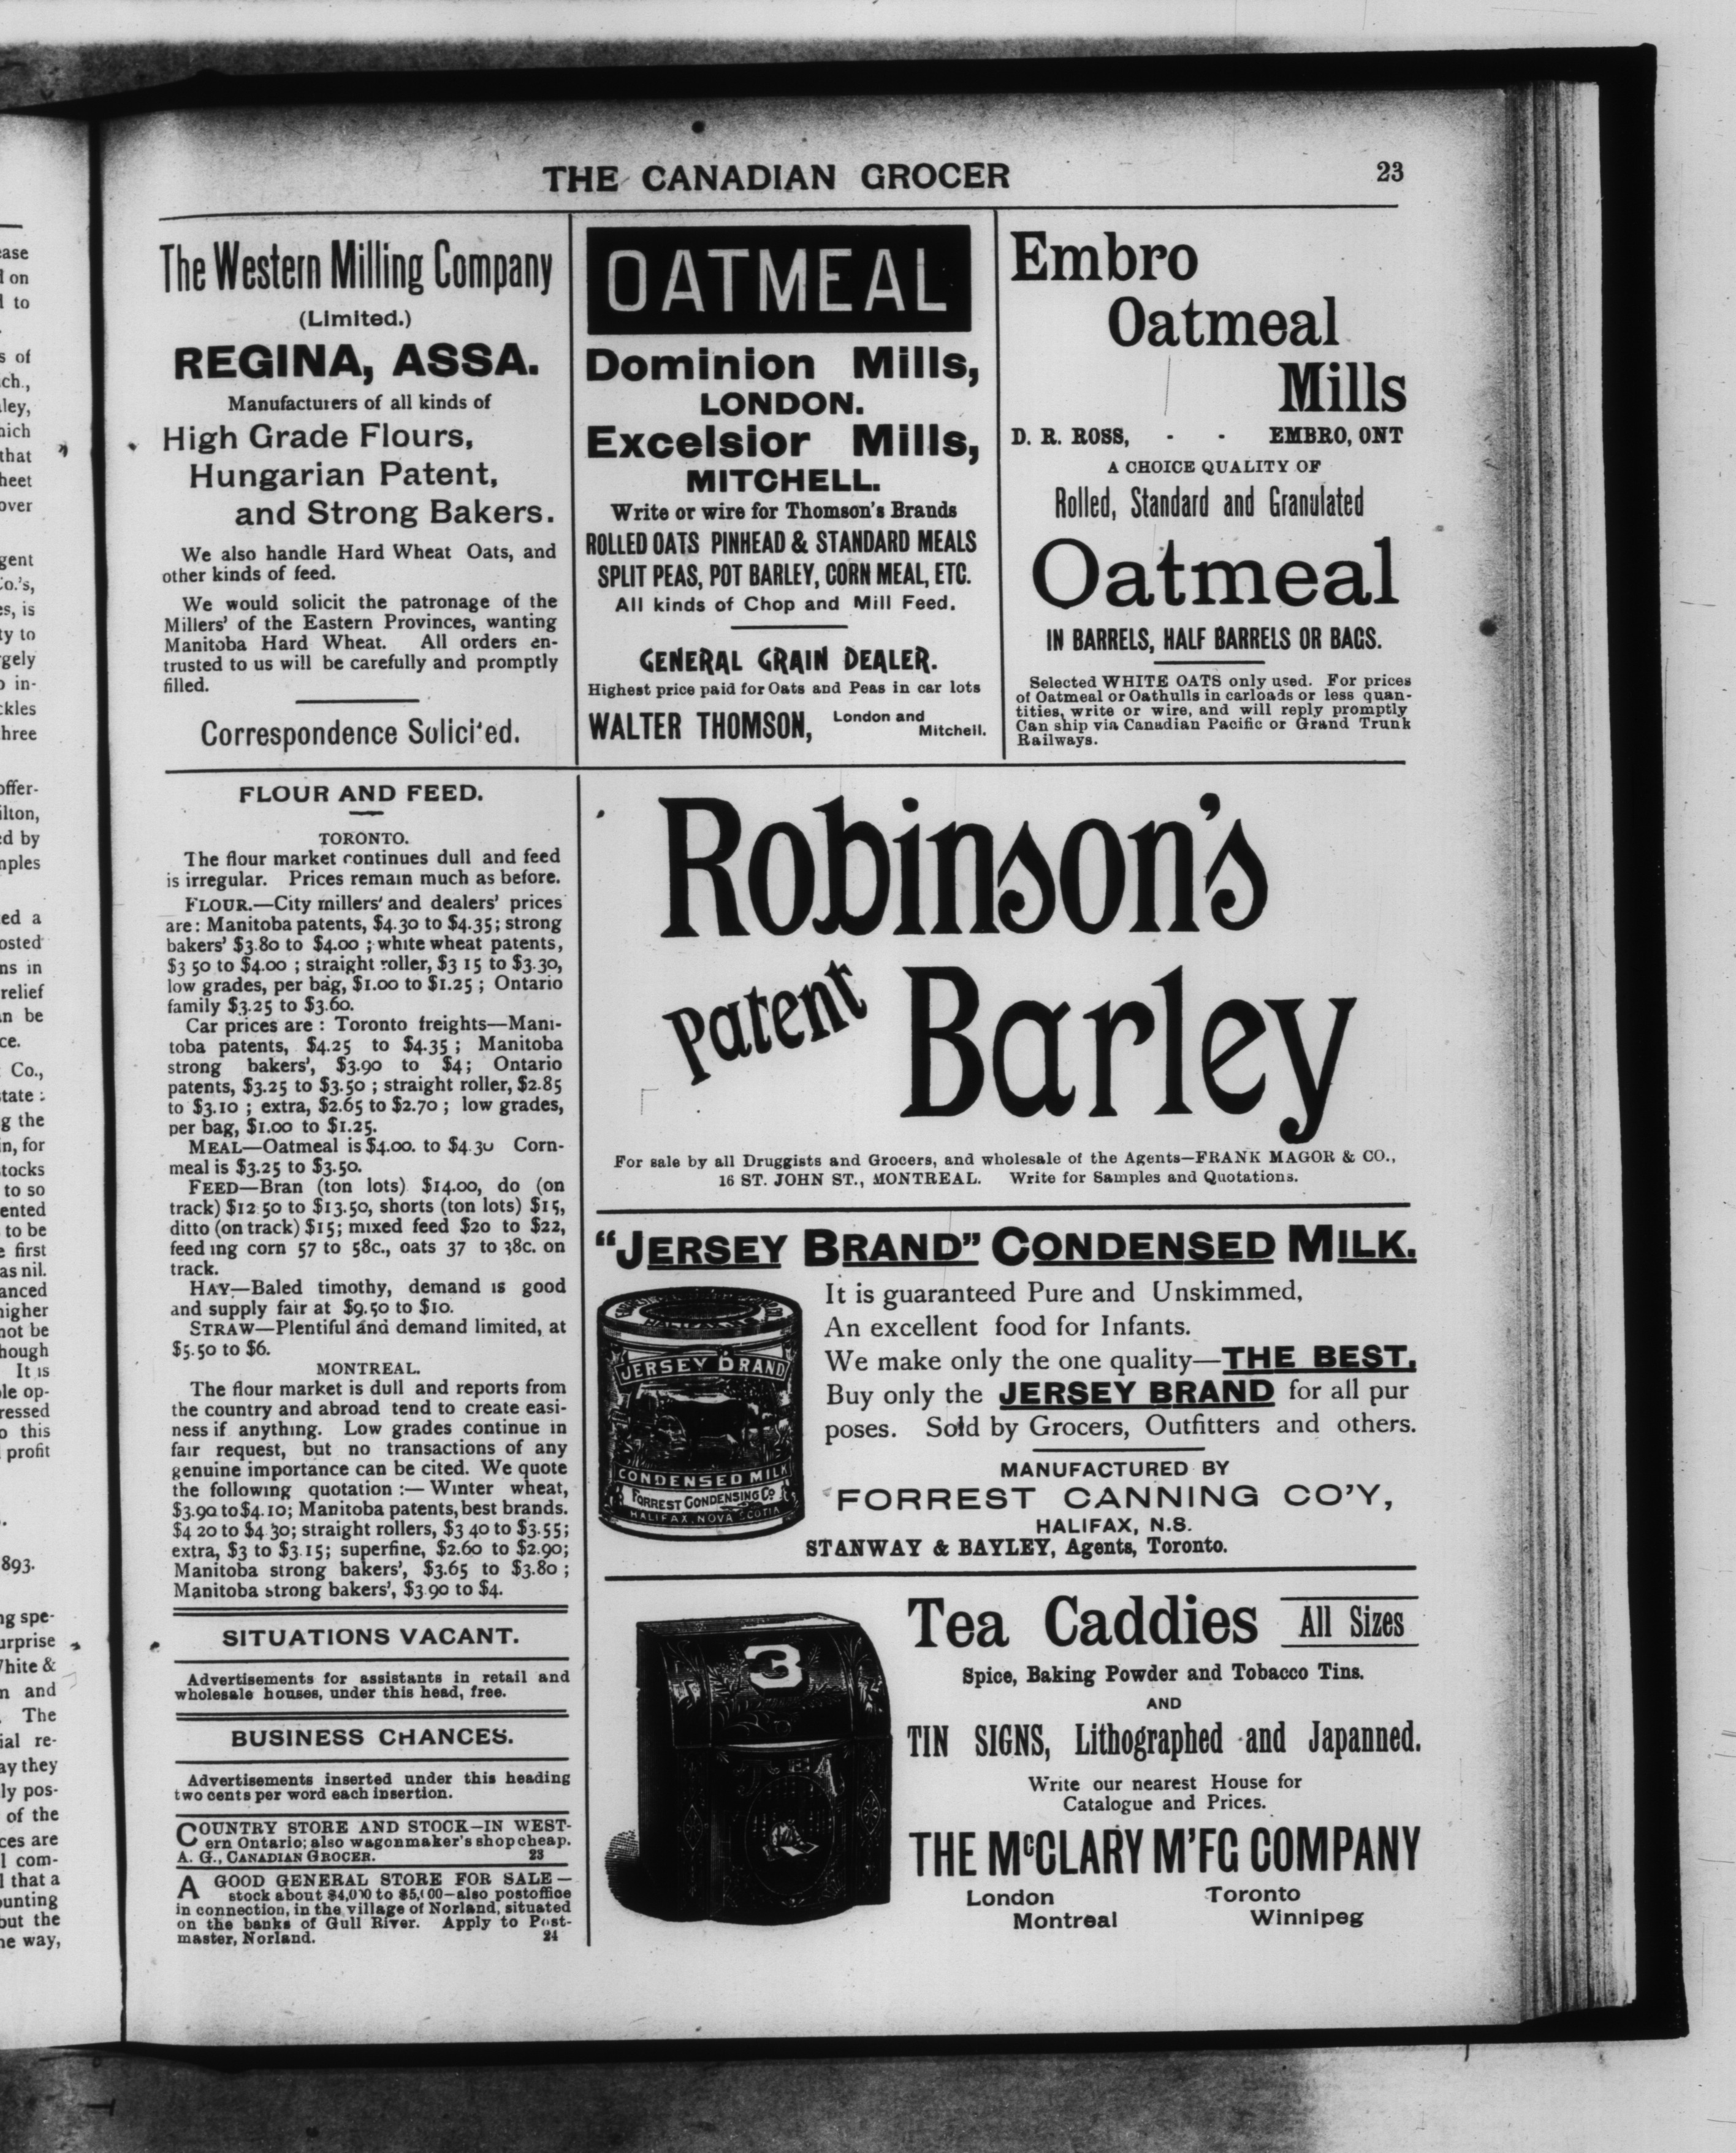 THE CANADIAN GROCER
23
The Western Milling Company
(Limited.)
REGINA, ASSA.
Manufacturers of all kinds of
High Grade Flours,
Hungarian Patent,
and Strong Bakers.
We also handle Hard Wheat Oats, and
other kinds of feed.
We would solicit the patronage of the
Millers' of the Eastern Provinces, wanting
Manitoba Hard Wheat. All orders en-
trusted to us will be carefully and promptly
filled.
Correspondence Solicited.
OATMEAL
Dominion Mills,
LONDON.
Excelsior Mills,
MITCHELL.
Write or wire for Thomson's Brands
ROLLED OATS PINHEAD & STANDARD MEALS
SPLIT PEAS, POT BARLEY, CORN MEAL, ETC.
All kinds of Chop and Mill Feed.
GENERAL GRAIN DEALER.
Highest price paid for Oats and Peas in car lots
WALTER THOMSON, London and
Mitchell.
Embro
Oatmeal
Mills
D. R. ROSS, - - EMBRO, ONT
A CHOICE QUALITY OF
Rolled, Standard and Granulated
Oatmeal
IN BARRELS, HALF BARRELS OR BAGS.
Selected WHITE OATS only used. For prices
of Oatmeal or Oathulls in carloads or less quan-
tities, write or wire, and will reply promptly
Can ship via Canadian Pacific or Grand Trunk
Railways.
FLOUR AND FEED.
TORONTO.
The flour market continues dull and feed
is irregular. Prices remain much as before.
FLOUR.—City millers' and dealers' prices
are: Manitoba patents, $4.30 to $4.35; strong
bakers' $3.80 to $4.00 ; white wheat patents,
$3 50 to $4.00 ; straight roller, $3 15 to $3.30,
low grades, per bag, $1.00 to $1.25 ; Ontario
family $3.25 to $3.60.
Car prices are : Toronto freights—Mani-
toba patents, $4.25 to $4.35 ; Manitoba
strong bakers', $3.90 to $4; Ontario
patents, $3.25 to $3.50 ; straight roller, $2.85
to $3.10 ; extra, $2.65 to $2.70 ; low grades,
per bag, $1.00 to $1.25.
MEAL—Oatmeal is $4.00. to $4.30 Corn-
meal is $3.25 to $3.50.
FEED—Bran (ton lots) $14.00, do (on
track) $12 50 to $13.50, shorts (ton lots) $15,
ditto (on track) $15; mixed feed $20 to $22,
feed ing corn 57 to 58c., oats 37 to 38c. on
track.
HAY—Baled timothy, demand is good
and supply fair at $9.50 to $10.
STRAW—Plentiful and demand limited, at
$5.50 to $6.
MONTREAL.
The flour market is dull and reports from
the country and abroad tend to create easi-
ness if anything. Low grades continue in
fair request, but no transactions of any
genuine importance can be cited. We quote
the following quotation :— Winter wheat,
$3.90 to $4.10; Manitoba patents, best brands.
$4 20 to $4 30; straight rollers, $3 40 to $3.55;
extra, $3 to $3.15; superfine, $2.60 to $2.90;
Manitoba strong bakers', $3.65 to $3.80 ;
Manitoba strong bakers', $3.90 to $4.
SITUATIONS VACANT.
Advertisements for assistants in retail and
wholesale houses, under this head, free.
BUSINESS CHANCES.
Advertisements inserted under this heading
two cents per word each insertion.
COUNTRY STORE AND STOCK—IN WEST-
ern Ontario; also wagonmaker's shop cheap.
A. G., CANADIAN GROCER. 23
A GOOD GENERAL STORE FOR SALE—
stock about $4,000 to $5,000—also postoffice
in connection, in the village of Norland, situated
on the banks of Gull River. Apply to Post-
master, Norland. 24
Robinson's
Patent
Barley
For sale by all Druggists and Grocers, and wholesale of the Agents—FRANK MAGOR & CO.,
16 ST. JOHN ST., MONTREAL. Write for Samples and Quotations.
"JERSEY BRAND" CONDENSED MILK.
JERSEY BRAND
CONDENSED MILK
FORREST CONDENSING Co
HALIFAX, NOVA SCOTIA
It is guaranteed Pure and Unskimmed,
An excellent food for Infants.
We make only the one quality—THE BEST.
Buy only the JERSEY BRAND for all pur
poses. Sold by Grocers, Outfitters and others.
MANUFACTURED BY
FORREST CANNING CO'Y,
HALIFAX, N.S.
STANWAY & BAYLEY, Agents, Toronto.
3
Tea Caddies All Sizes
Spice, Baking Powder and Tobacco Tins.
AND
TIN SIGNS, Lithographed and Japanned.
Write our nearest House for
Catalogue and Prices.
THE McCLARY M'FG COMPANY
London Toronto
Montreal Winnipeg